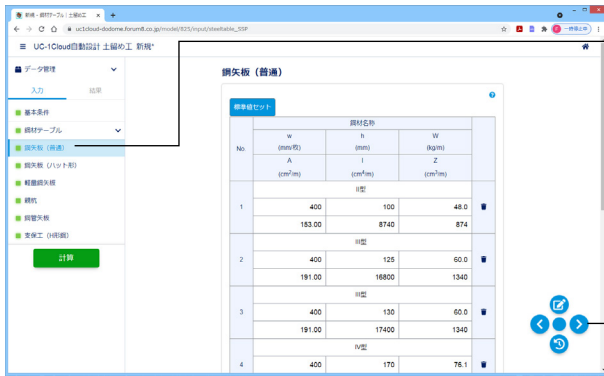 新規 - 鋼材テーブル | 土留め工
uc1cloud-dodome.forum8.co.jp/model/825/input/steeltable_SSP
一時停止中
UC-1Cloud自動設計 土留め工 新規*
データ管理
入力 結果
基本条件
鋼材テーブル
鋼矢板（普通）
鋼矢板（ハット形）
軽量鋼矢板
親杭
鋼管矢板
支保工（H形鋼）
計算
鋼矢板（普通）
標準値セット
鋼材名称
No.
w h W
(mm/枚) (mm) (kg/m)
A I Z
(cm²/m) (cm⁴/m) (cm³/m)
II型
1 400 100 48.0
153.00 8740 874
III型
2 400 125 60.0
191.00 16800 1340
III型
3 400 130 60.0
191.00 17400 1340
IV型
4 400 170 76.1